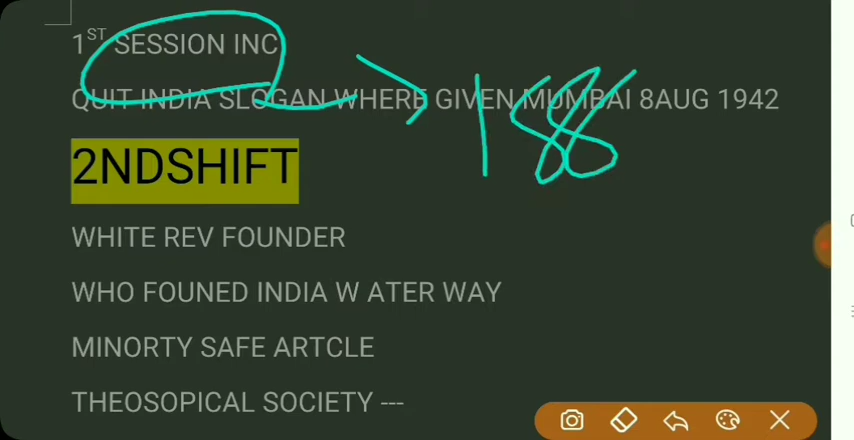 1ST SESSION INC
QUIT INDIA SLOGAN WHERE GIVEN MUMBAI 8AUG 1942
188
2NDSHIFT
WHITE REV FOUNDER
WHO FOUNED INDIA W ATER WAY
MINORTY SAFE ARTCLE
THEOSOPICAL SOCIETY ---